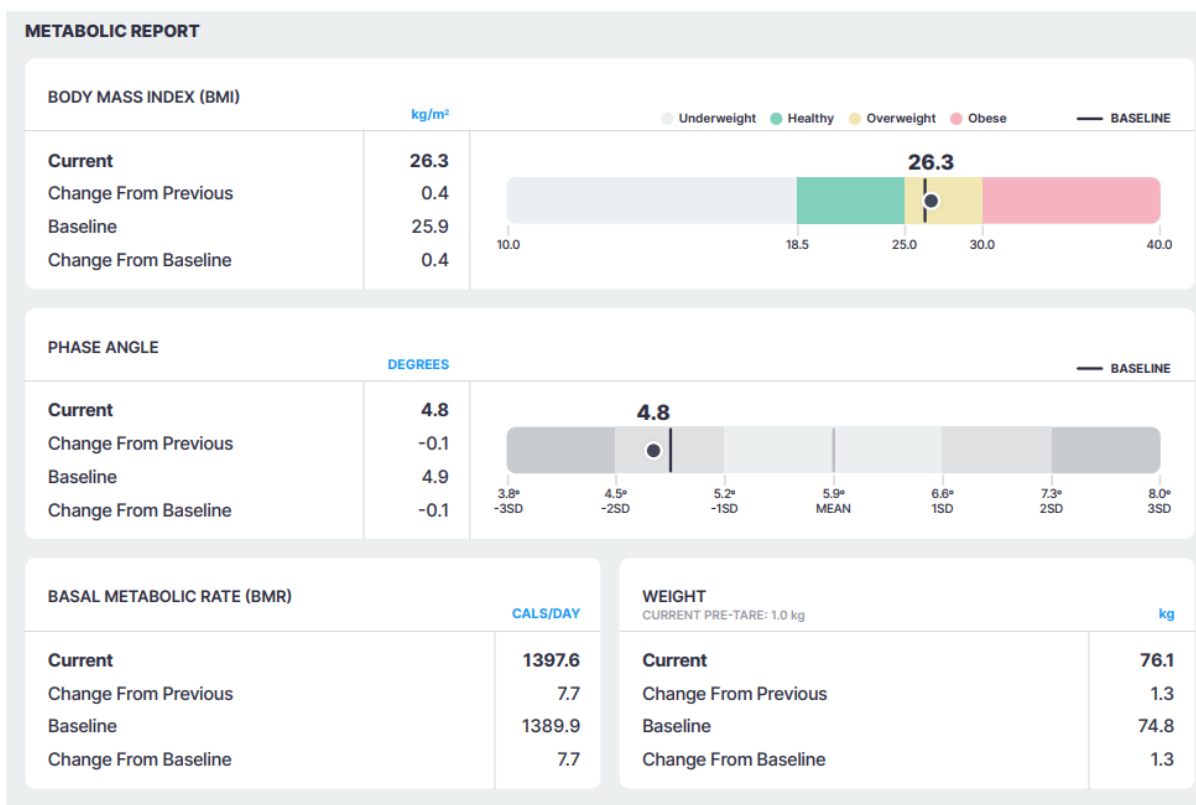 METABOLIC REPORT
BODY MASS INDEX (BMI)
kg/m²
Underweight Healthy Overweight Obese BASELINE
Current 26.3
Change From Previous 0.4
Baseline 25.9
Change From Baseline 0.4
26.3
10.0 18.5 25.0 30.0 40.0
PHASE ANGLE
DEGREES
BASELINE
Current 4.8
Change From Previous -0.1
Baseline 4.9
Change From Baseline -0.1
4.8
3.8° 4.5° 5.2° 5.9° 6.6° 7.3° 8.0°
-3SD -2SD -1SD MEAN 1SD 2SD 3SD
BASAL METABOLIC RATE (BMR)
CALS/DAY
Current 1397.6
Change From Previous 7.7
Baseline 1389.9
Change From Baseline 7.7
WEIGHT
CURRENT PRE-TARE: 1.0 kg
kg
Current 76.1
Change From Previous 1.3
Baseline 74.8
Change From Baseline 1.3